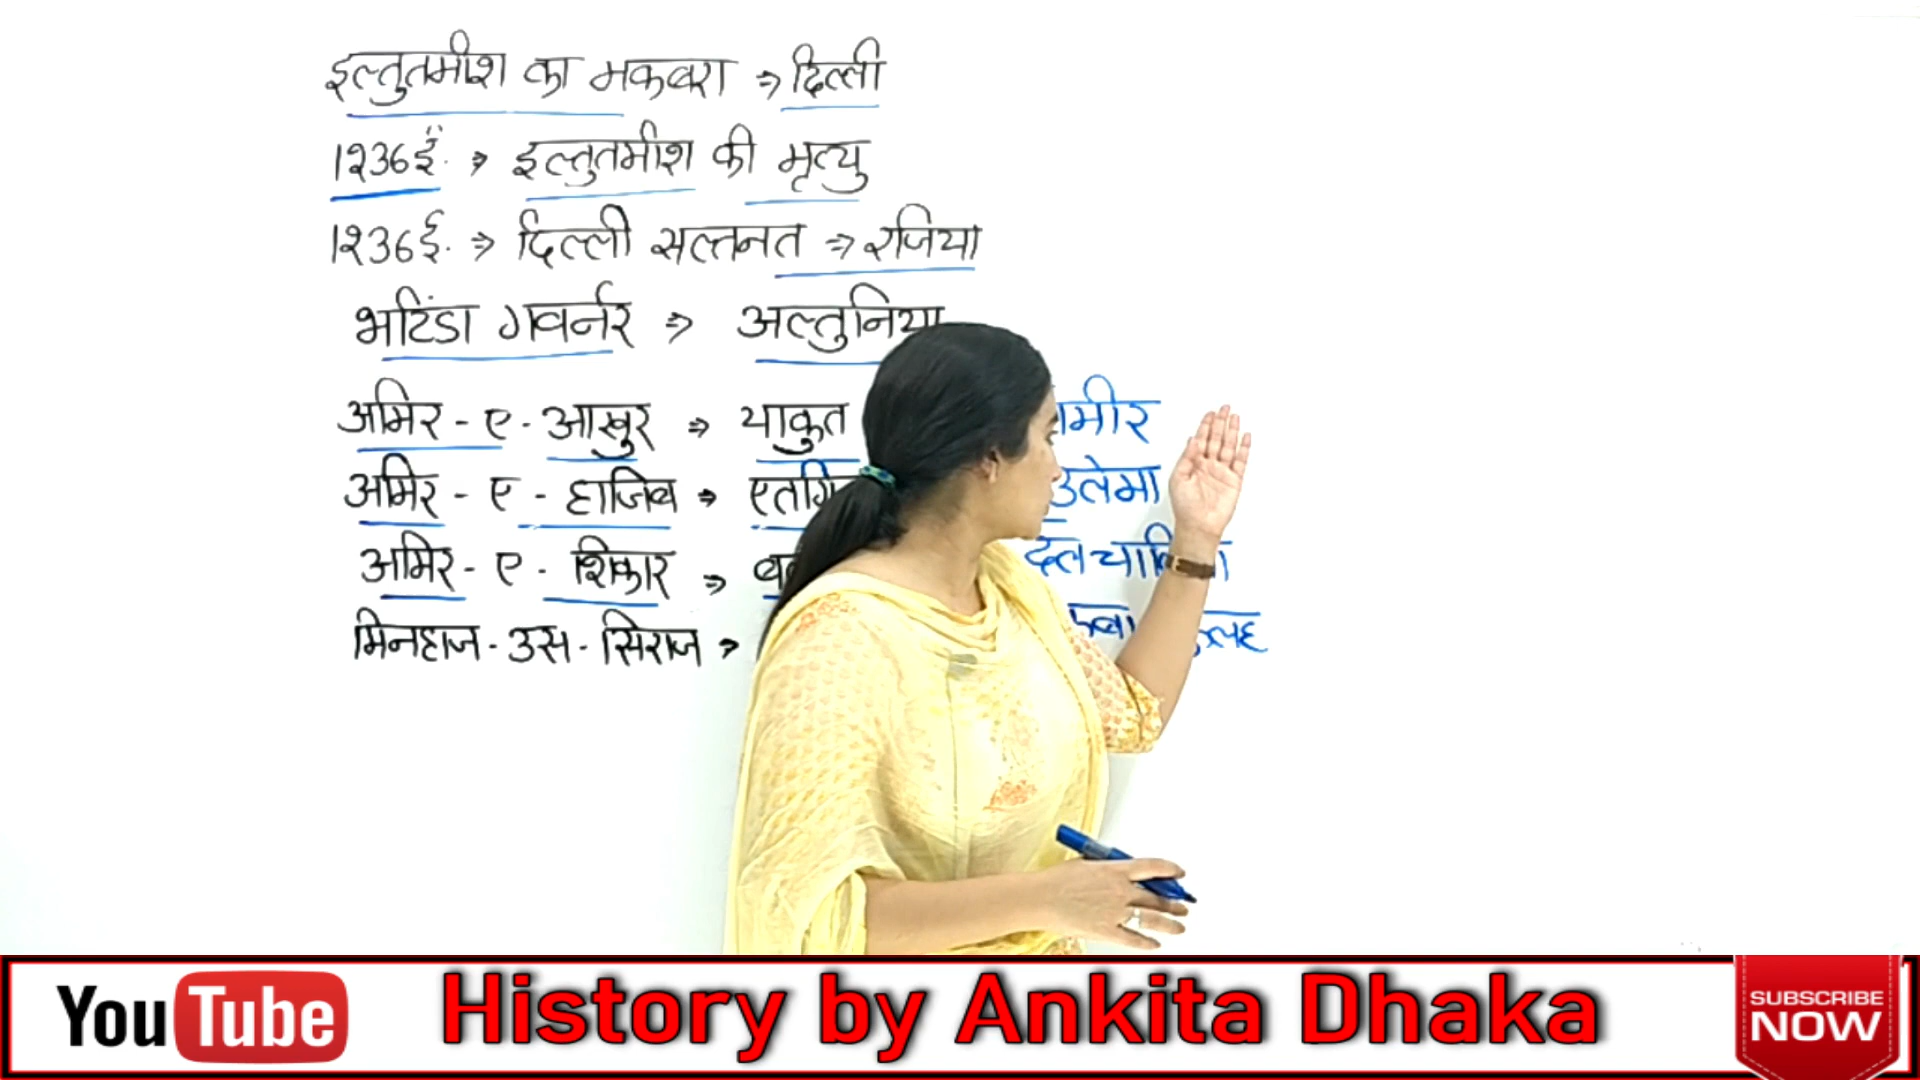 इल्तुतमीश का मकबरा ⇒ दिल्ली
1236ई. ⇒ इल्तुतमीश की मृत्यु
1236ई. ⇒ दिल्ली सल्तनत ⇒ रजिया
भटिंडा गवर्नर ⇒ अल्तुनिया
अमिर - ए - आखुर ⇒ याकुत
अमिर - ए - हाजिब ⇒
उलेमा
अमिर - ए - शिकार ⇒
मिनहाज - उस - सिराज ⇒
YouTube
History by Ankita Dhaka
SUBSCRIBE
NOW